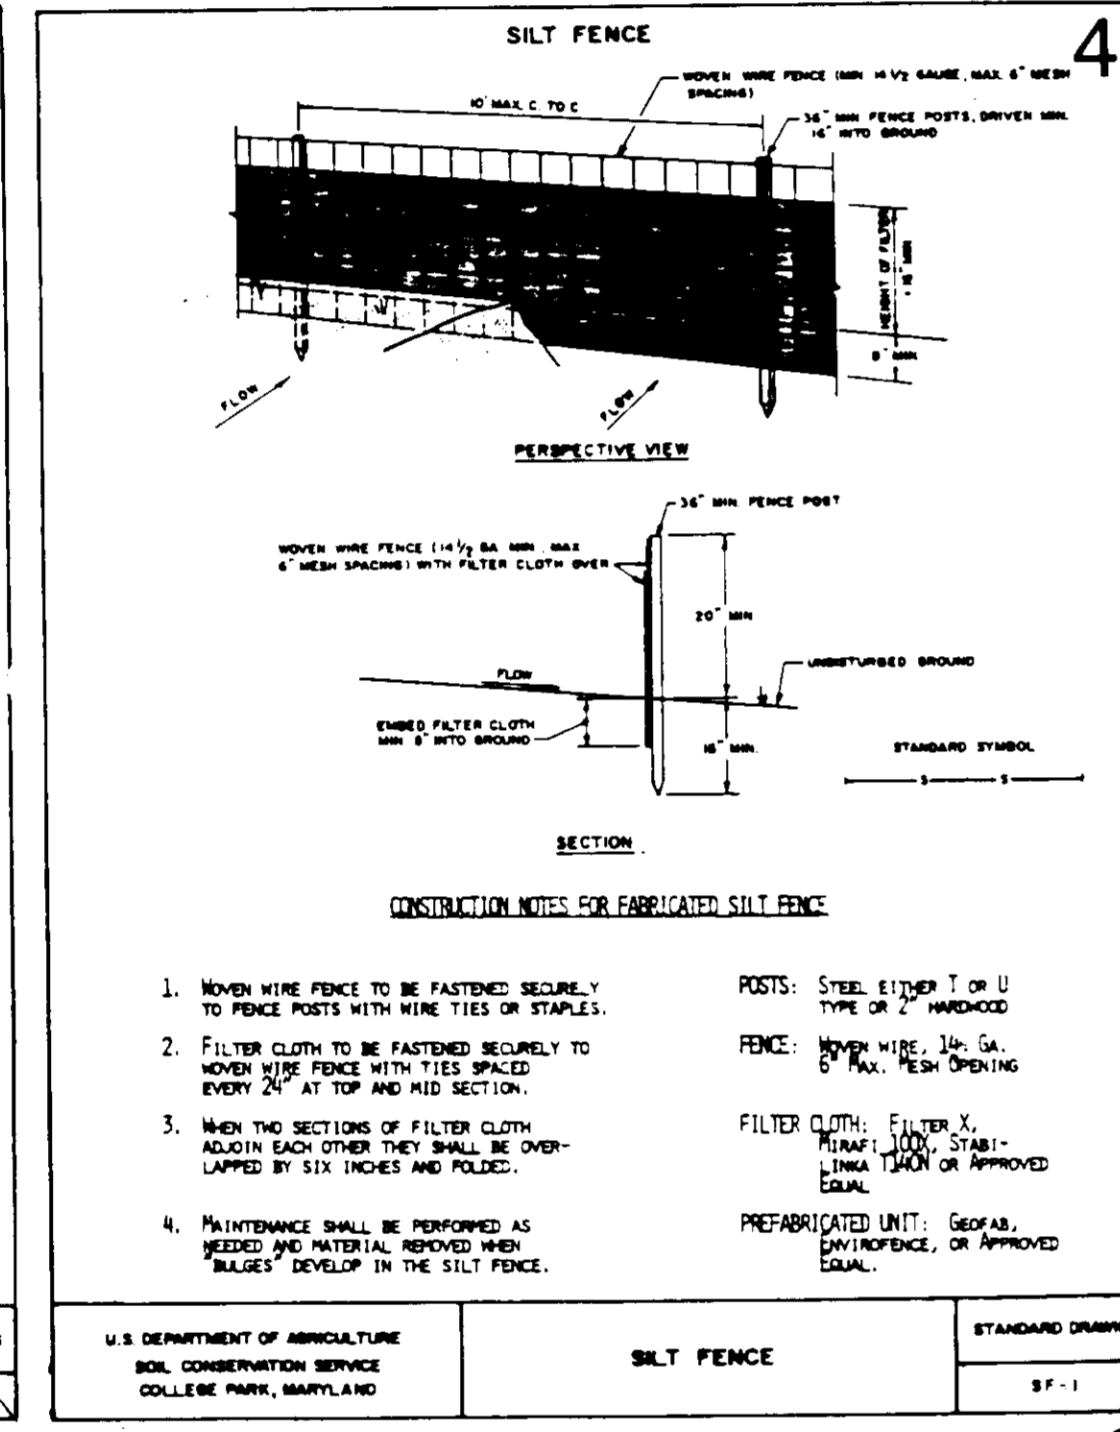 SILT FENCE
4
WOVEN WIRE FENCE (MIN 14 1/2 GAUGE, MAX 6" MESH
SPACING)
10' MAX. C. TO C
36" MIN FENCE POSTS, DRIVEN MIN.
16" INTO GROUND
HEIGHT OF FILTER
16" MIN
8" MIN.
FLOW
FLOW
PERSPECTIVE VIEW
36" MIN. FENCE POST
WOVEN WIRE FENCE (14 1/2 GA MIN, MAX
6" MESH SPACING) WITH FILTER CLOTH OVER
20" MIN
UNDISTURBED GROUND
FLOW
EMBED FILTER CLOTH
MIN 8" INTO GROUND
16" MIN.
STANDARD SYMBOL
S S
SECTION
CONSTRUCTION NOTES FOR FABRICATED SILT FENCE
1. WOVEN WIRE FENCE TO BE FASTENED SECURELY
TO FENCE POSTS WITH WIRE TIES OR STAPLES.
2. FILTER CLOTH TO BE FASTENED SECURELY TO
WOVEN WIRE FENCE WITH TIES SPACED
EVERY 24" AT TOP AND MID SECTION.
3. WHEN TWO SECTIONS OF FILTER CLOTH
ADJOIN EACH OTHER THEY SHALL BE OVER-
LAPPED BY SIX INCHES AND FOLDED.
4. MAINTENANCE SHALL BE PERFORMED AS
NEEDED AND MATERIAL REMOVED WHEN
"BULGES" DEVELOP IN THE SILT FENCE.
POSTS: STEEL EITHER T OR U
TYPE OR 2" HARDWOOD
FENCE: WOVEN WIRE, GA.
6" MAX. MESH OPENING
FILTER CLOTH: FILTER X,
MIRAFI 100X, STABI-
LINKA T140N OR APPROVED
EQUAL
PREFABRICATED UNIT: GEOFAB,
ENVIROFENCE, OR APPROVED
EQUAL.
U.S. DEPARTMENT OF AGRICULTURE
SOIL CONSERVATION SERVICE
COLLEGE PARK, MARYLAND
SILT FENCE
STANDARD
SF-1